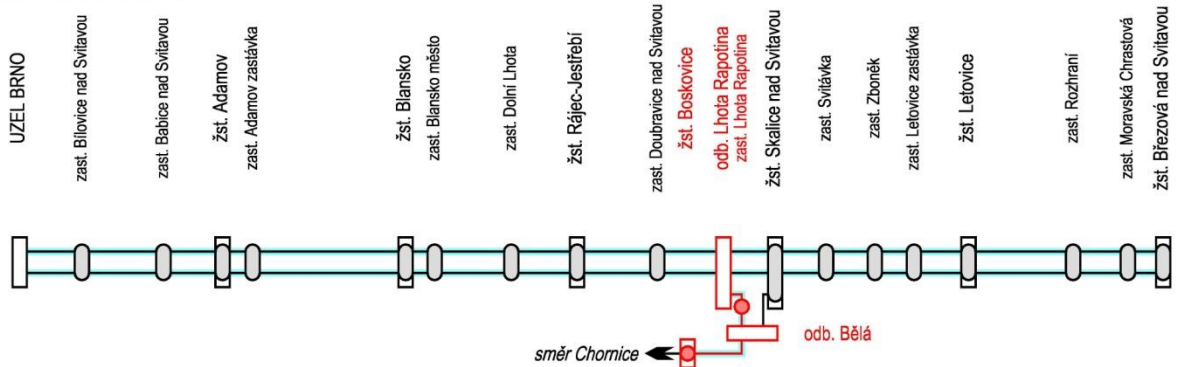 UZEL BRNO
zast. Bílovice nad Svitavou
zast. Babice nad Svitavou
žst. Adamov
zast. Adamov zastávka
žst. Blansko
zast. Blansko město
zast. Dolní Lhota
žst. Rájec-Jestřebí
zast. Doubravice nad Svitavou
žst. Boskovice
odb. Lhota Rapotina
zast. Lhota Rapotina
žst. Skalice nad Svitavou
zast. Svitávka
zast. Zboněk
zast. Letovice zastávka
žst. Letovice
zast. Rozhraní
zast. Moravská Chrastová
žst. Březová nad Svitavou
odb. Bělá
směr Chornice